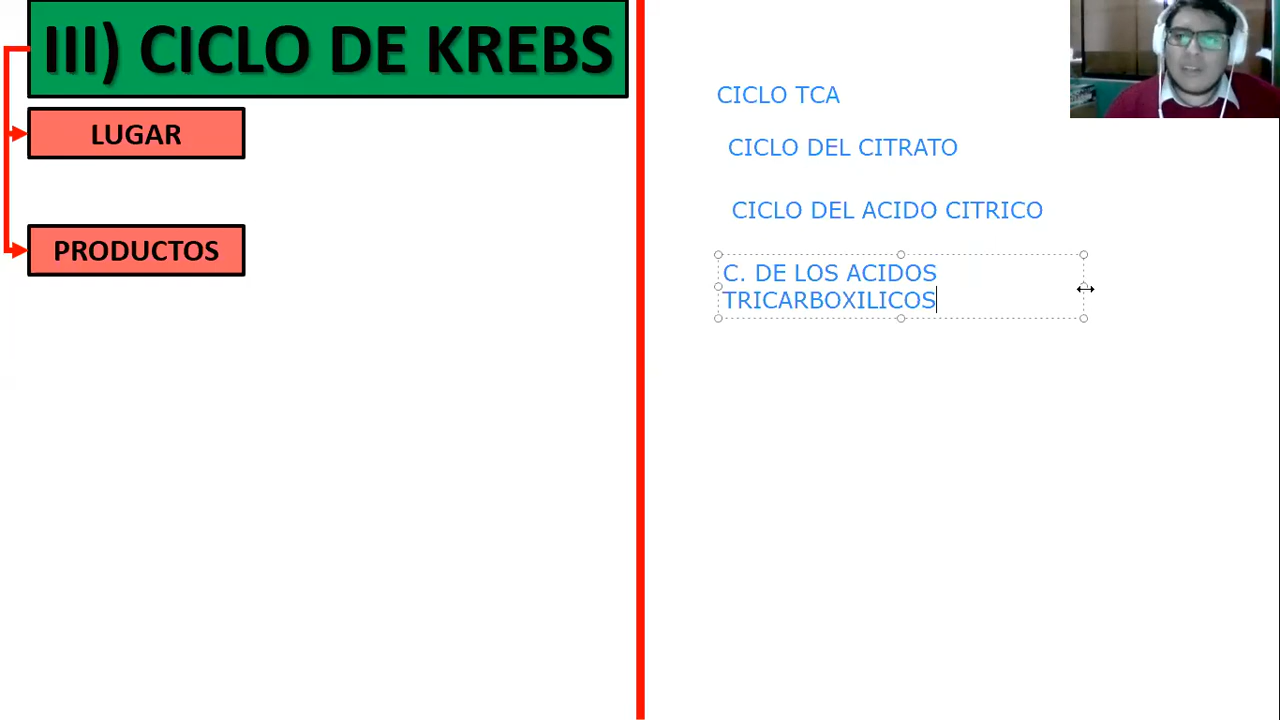 III) CICLO DE KREBS
LUGAR
PRODUCTOS
CICLO TCA
CICLO DEL CITRATO
CICLO DEL ACIDO CITRICO
C. DE LOS ACIDOS
TRICARBOXILICOS